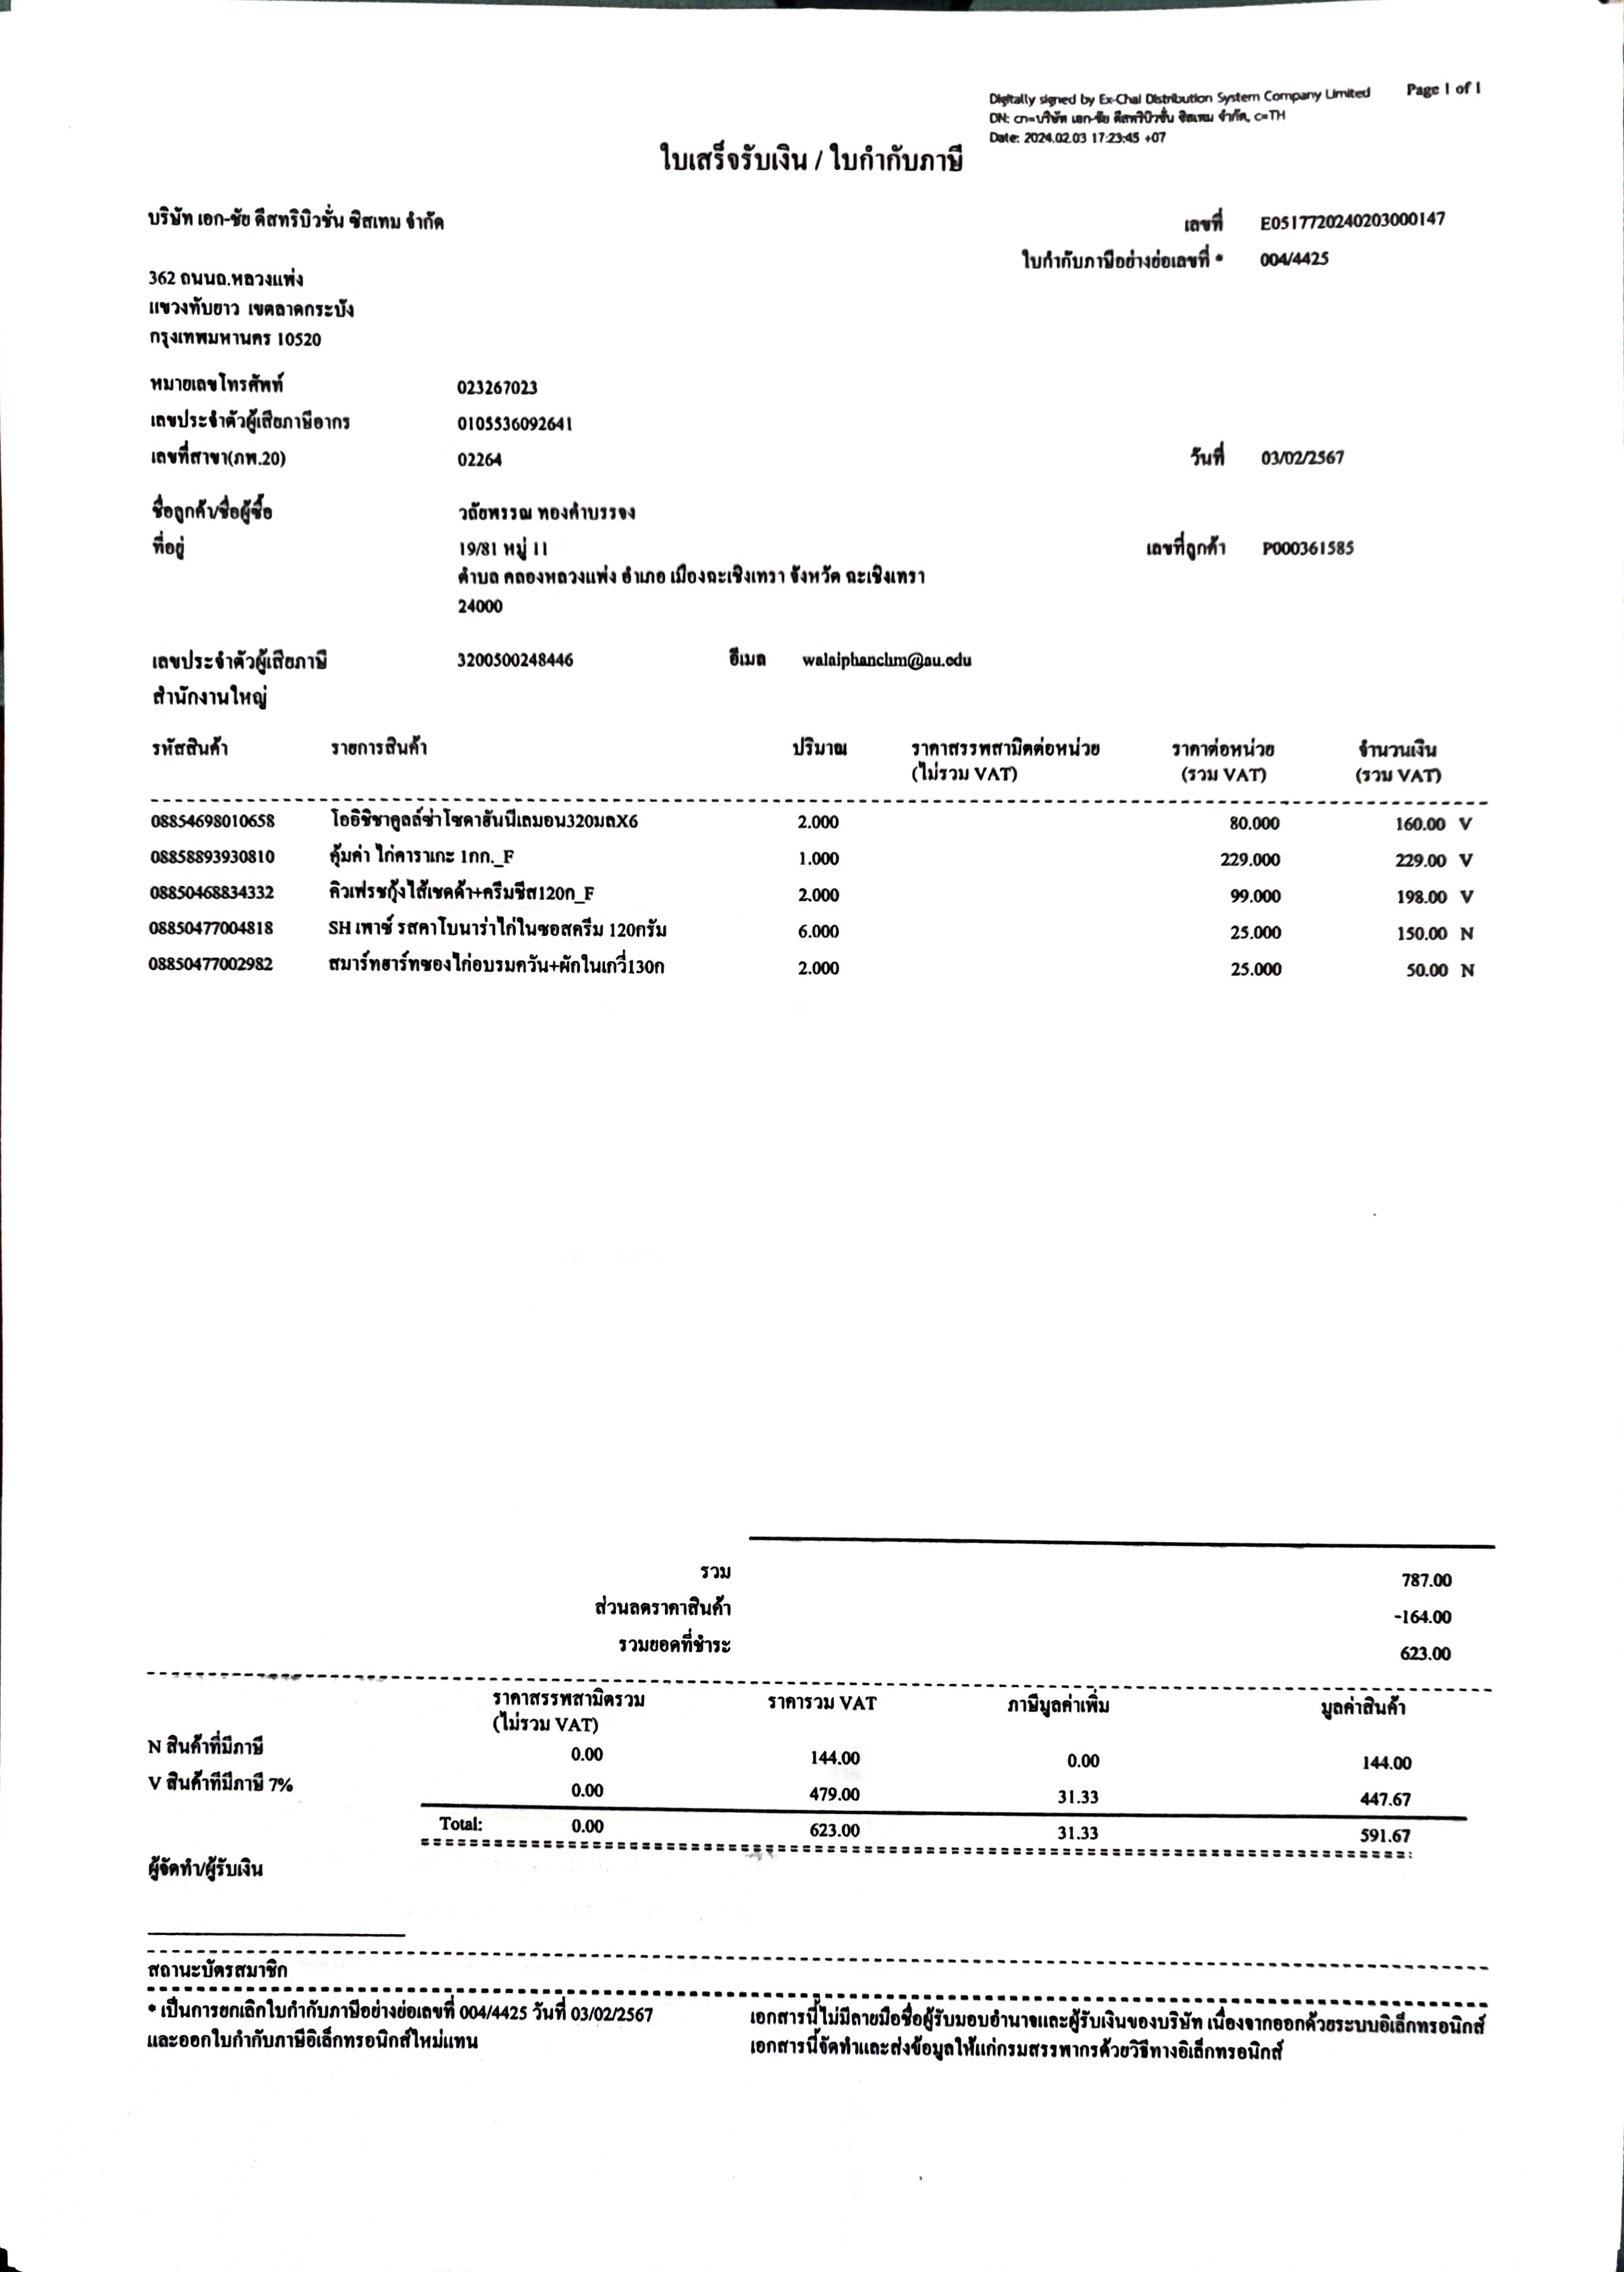 Digitally signed by Ex-Chai Distribution System Company Limited Page 1 of 1
DN: cn=บริษัท เอก-ชัย ดีสทริบิวชั่น ซิสเทม จำกัด, c=TH
Date: 2024.02.03 17:23:45 +07
ใบเสร็จรับเงิน / ใบกำกับภาษี
บริษัท เอก-ชัย ดีสทริบิวชั่น ซิสเทม จำกัด เลขที่ E0517720240203000147
ใบกำกับภาษีอย่างย่อเลขที่ * 004/4425
362 ถนนถ.หลวงแพ่ง
แขวงทับยาว เขตลาดกระบัง
กรุงเทพมหานคร 10520
หมายเลขโทรศัพท์ 023267023
เลขประจำตัวผู้เสียภาษีอากร 0105536092641
เลขที่สาขา(ภพ.20) 02264 วันที่ 03/02/2567
ชื่อลูกค้า/ชื่อผู้ซื้อ วลัยพรรณ ทองคำบรรจง
ที่อยู่ 19/81 หมู่ 11 เลขที่ลูกค้า P000361585
ตำบล คลองหลวงแพ่ง อำเภอ เมืองฉะเชิงเทรา จังหวัด ฉะเชิงเทรา
24000
เลขประจำตัวผู้เสียภาษี 3200500248446 อีเมล walaiphanchm@au.edu
สำนักงานใหญ่
รหัสสินค้า รายการสินค้า ปริมาณ ราคาสรรพสามิตต่อหน่วย ราคาต่อหน่วย จำนวนเงิน
(ไม่รวม VAT) (รวม VAT) (รวม VAT)
08854698010658 โออิชิชาคูลล์ซ่าโซดาฮันนีเลมอน320มลX6 2.000 80.000 160.00 V
08858893930810 คุ้มค่า ไก่คาราเกะ 1กก._F 1.000 229.000 229.00 V
08850468834332 คิวเฟรชกุ้งไส้เชดด้า+ครีมชีส120ก_F 2.000 99.000 198.00 V
08850477004818 SH เพาช์ รสคาโบนาร่าไก่ในซอสครีม 120กรัม 6.000 25.000 150.00 N
08850477002982 สมาร์ทฮาร์ทซองไก่อบรมควัน+ผักในเกวี่130ก 2.000 25.000 50.00 N
รวม 787.00
ส่วนลดราคาสินค้า -164.00
รวมยอดที่ชำระ 623.00
ราคาสรรพสามิตรวม ราคารวม VAT ภาษีมูลค่าเพิ่ม มูลค่าสินค้า
(ไม่รวม VAT)
N สินค้าที่มีภาษี 0.00 144.00 0.00 144.00
V สินค้าที่มีภาษี 7% 0.00 479.00 31.33 447.67
Total: 0.00 623.00 31.33 591.67
ผู้จัดทำ/ผู้รับเงิน
สถานะบัตรสมาชิก
* เป็นการยกเลิกใบกำกับภาษีอย่างย่อเลขที่ 004/4425 วันที่ 03/02/2567 เอกสารนี้ไม่มีลายมือชื่อผู้รับมอบอำนาจและผู้รับเงินของบริษัท เนื่องจากออกด้วยระบบอิเล็กทรอนิกส์
และออกใบกำกับภาษีอิเล็กทรอนิกส์ใหม่แทน เอกสารนี้จัดทำและส่งข้อมูลให้แก่กรมสรรพากรด้วยวิธีทางอิเล็กทรอนิกส์